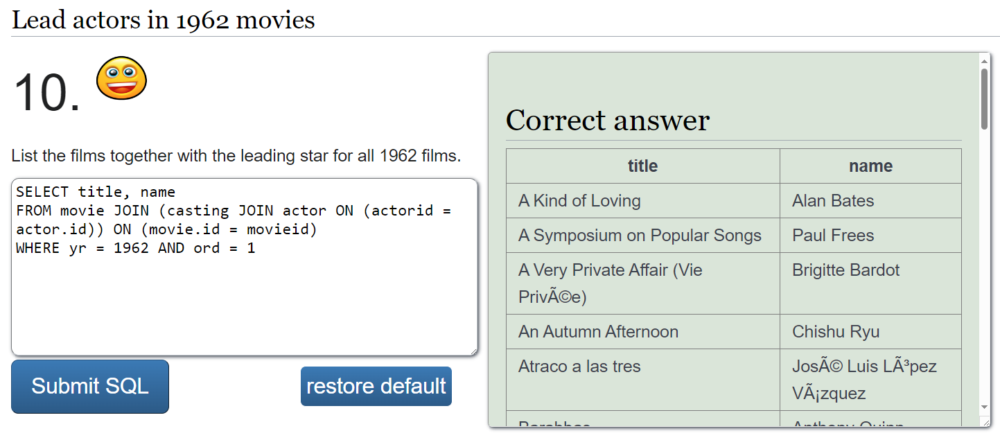 Lead actors in 1962 movies
10.
List the films together with the leading star for all 1962 films.
SELECT title, name
FROM movie JOIN (casting JOIN actor ON (actorid =
actor.id)) ON (movie.id = movieid)
WHERE yr = 1962 AND ord = 1
Submit SQL
restore default
Correct answer
title name
A Kind of Loving Alan Bates
A Symposium on Popular Songs Paul Frees
A Very Private Affair (Vie Brigitte Bardot
PrivÃ©e)
An Autumn Afternoon Chishu Ryu
Atraco a las tres JosÃ© Luis LÃ³pez
VÃ¡zquez
Barabbas Anthony Quinn